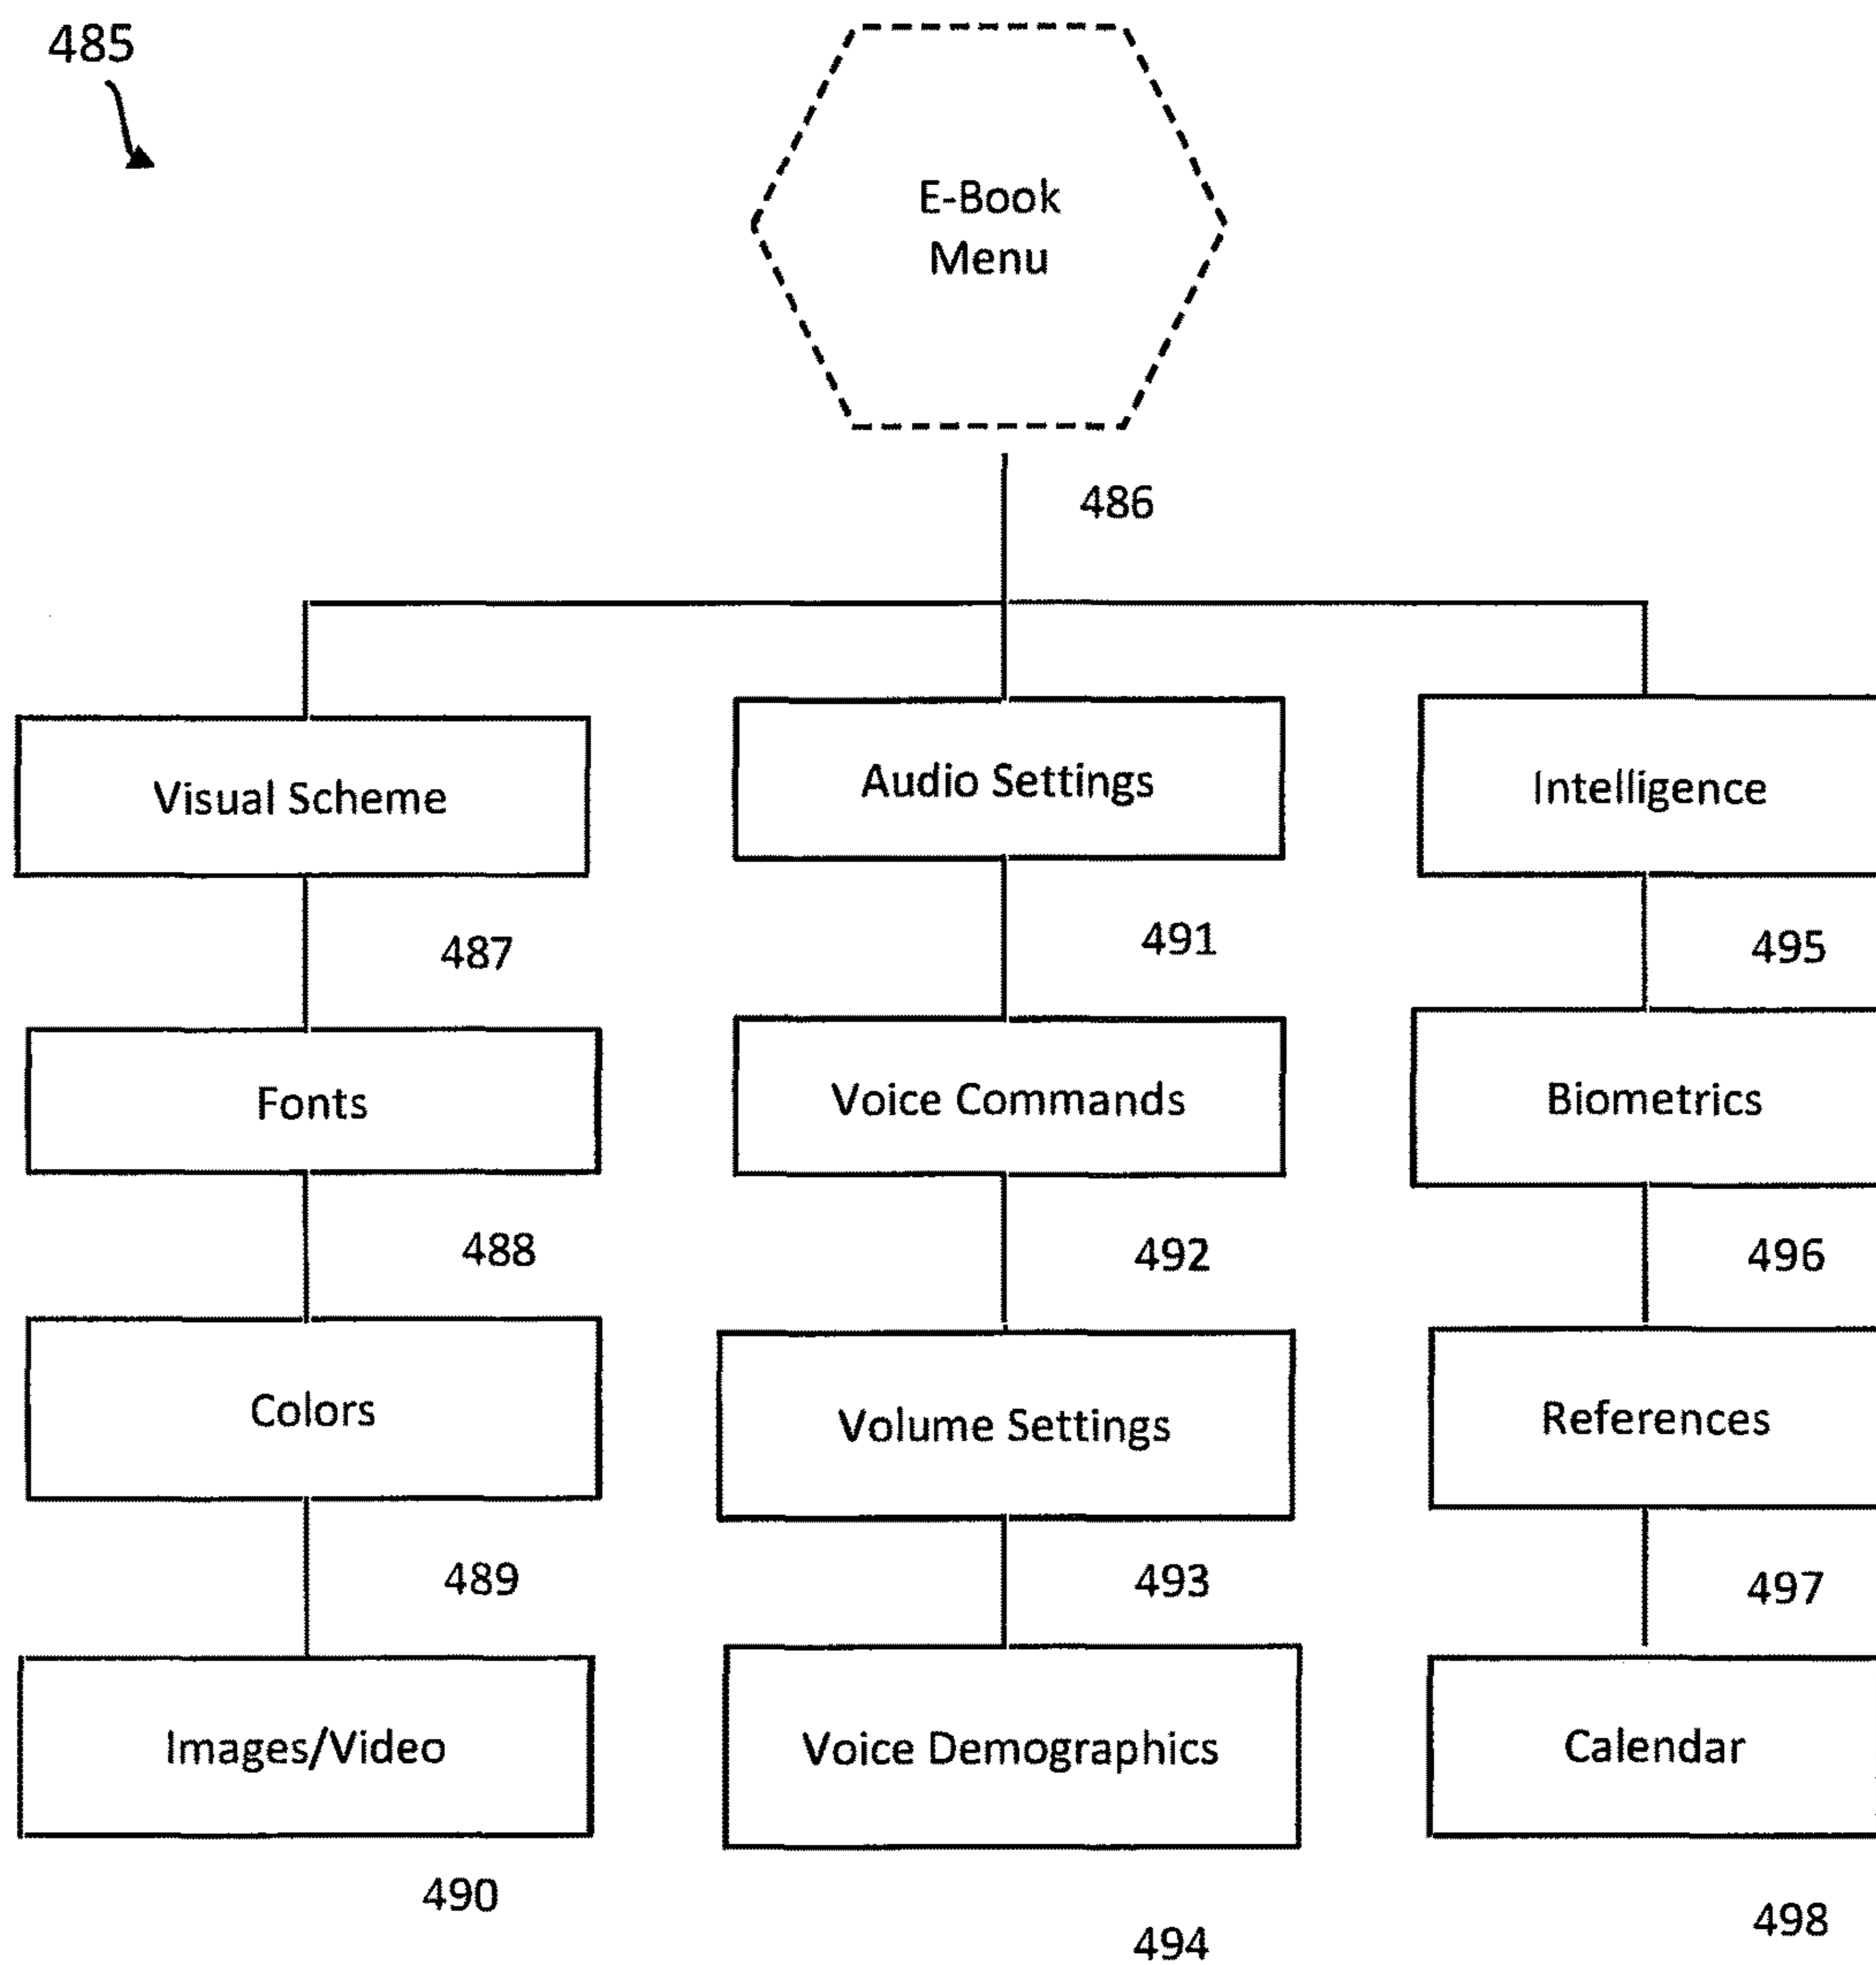 485
E-Book
Menu
486
Visual Scheme
Audio Settings
Intelligence
487
491
495
Fonts
Voice Commands
Biometrics
488
492
496
Colors
Volume Settings
References
489
493
497
Images/Video
Voice Demographics
Calendar
490
494
498